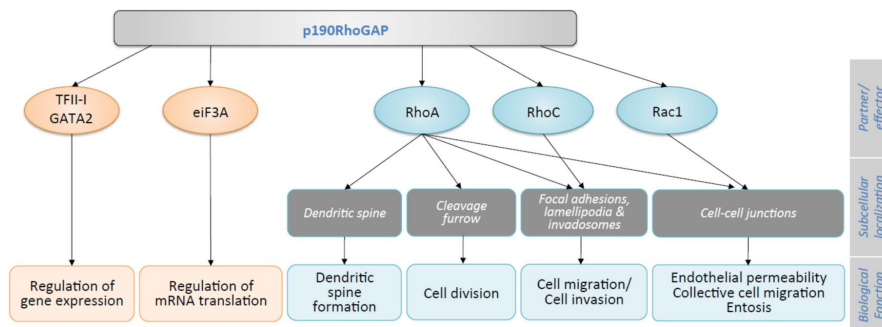 p190RhoGAP
TFII-I
GATA2
eiF3A
RhoA
RhoC
Rac1
Partner/
effector
Dendritic spine
Cleavage
furrow
Focal adhesions,
lamellipodia &
invadosomes
Cell-cell junctions
Subcellular
localization
Regulation of
gene expression
Regulation of
mRNA translation
Dendritic
spine
formation
Cell division
Cell migration/
Cell invasion
Endothelial permeability
Collective cell migration
Entosis
Biological
Fonction